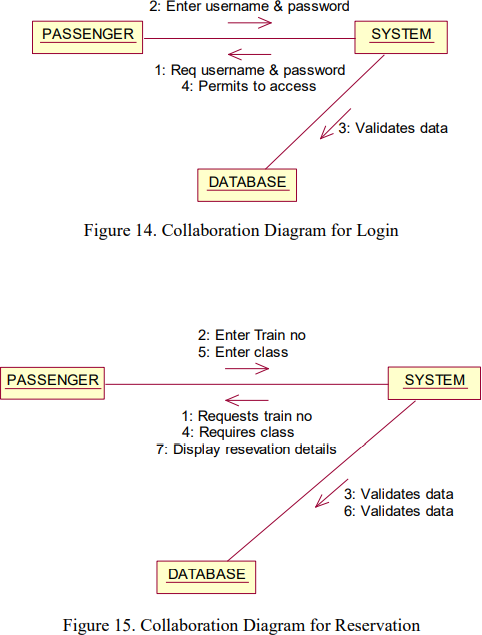 2: Enter username & password
PASSENGER
SYSTEM
1: Req username & password
4: Permits to access
3: Validates data
DATABASE
Figure 14. Collaboration Diagram for Login
2: Enter Train no
5: Enter class
PASSENGER
SYSTEM
1: Requests train no
4: Requires class
7: Display resevation details
3: Validates data
6: Validates data
DATABASE
Figure 15. Collaboration Diagram for Reservation